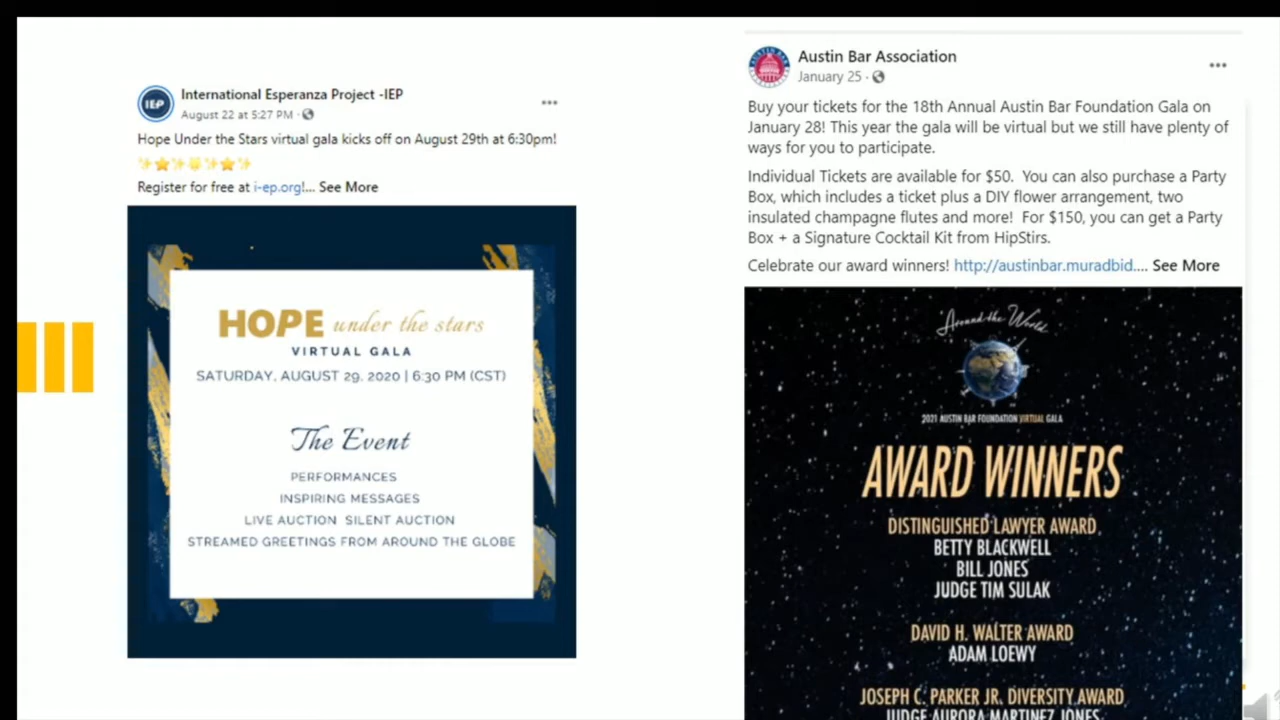 IEP
International Esperanza Project -IEP
August 22 at 5:27 PM ·
Hope Under the Stars virtual gala kicks off on August 29th at 6:30pm!
Register for free at i-ep.org!... See More
HOPE under the stars
VIRTUAL GALA
SATURDAY, AUGUST 29, 2020 | 6:30 PM (CST)
The Event
PERFORMANCES
INSPIRING MESSAGES
LIVE AUCTION SILENT AUCTION
STREAMED GREETINGS FROM AROUND THE GLOBE
AUSTIN BAR
Austin Bar Association
January 25 ·
Buy your tickets for the 18th Annual Austin Bar Foundation Gala on
January 28! This year the gala will be virtual but we still have plenty of
ways for you to participate.
Individual Tickets are available for $50. You can also purchase a Party
Box, which includes a ticket plus a DIY flower arrangement, two
insulated champagne flutes and more! For $150, you can get a Party
Box + a Signature Cocktail Kit from HipStirs.
Celebrate our award winners! http://austinbar.muradbid.... See More
Around the World
2021 AUSTIN BAR FOUNDATION VIRTUAL GALA
AWARD WINNERS
DISTINGUISHED LAWYER AWARD
BETTY BLACKWELL
BILL JONES
JUDGE TIM SULAK
DAVID H. WALTER AWARD
ADAM LOEWY
JOSEPH C. PARKER JR. DIVERSITY AWARD
JUDGE AURORA MARTINEZ JONES